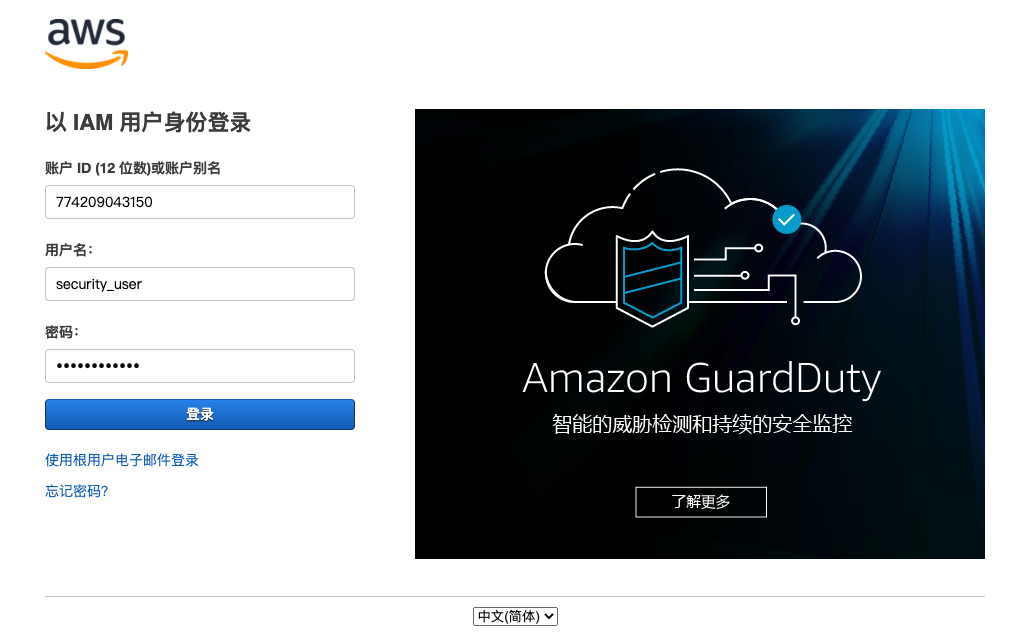 aws
以 IAM 用户身份登录
账户 ID (12 位数)或账户别名
774209043150
用户名:
security_user
密码:
••••••••••••
登录
使用根用户电子邮件登录
忘记密码?
Amazon GuardDuty
智能的威胁检测和持续的安全监控
了解更多
中文(简体)